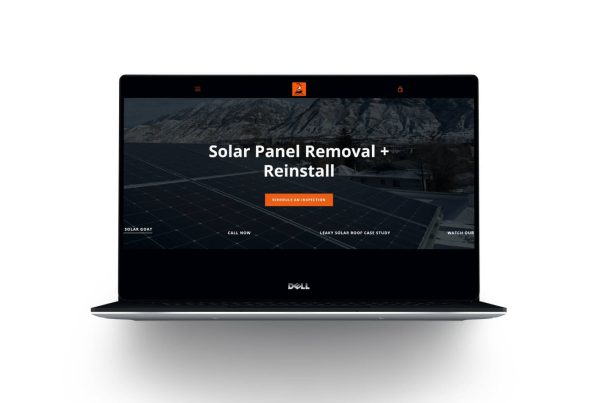 Solar Panel Removal +
Reinstall
SCHEDULE AN INSPECTION
SOLAR GOAT
CALL NOW
LEAKY SOLAR ROOF CASE STUDY
WATCH OUR
DELL